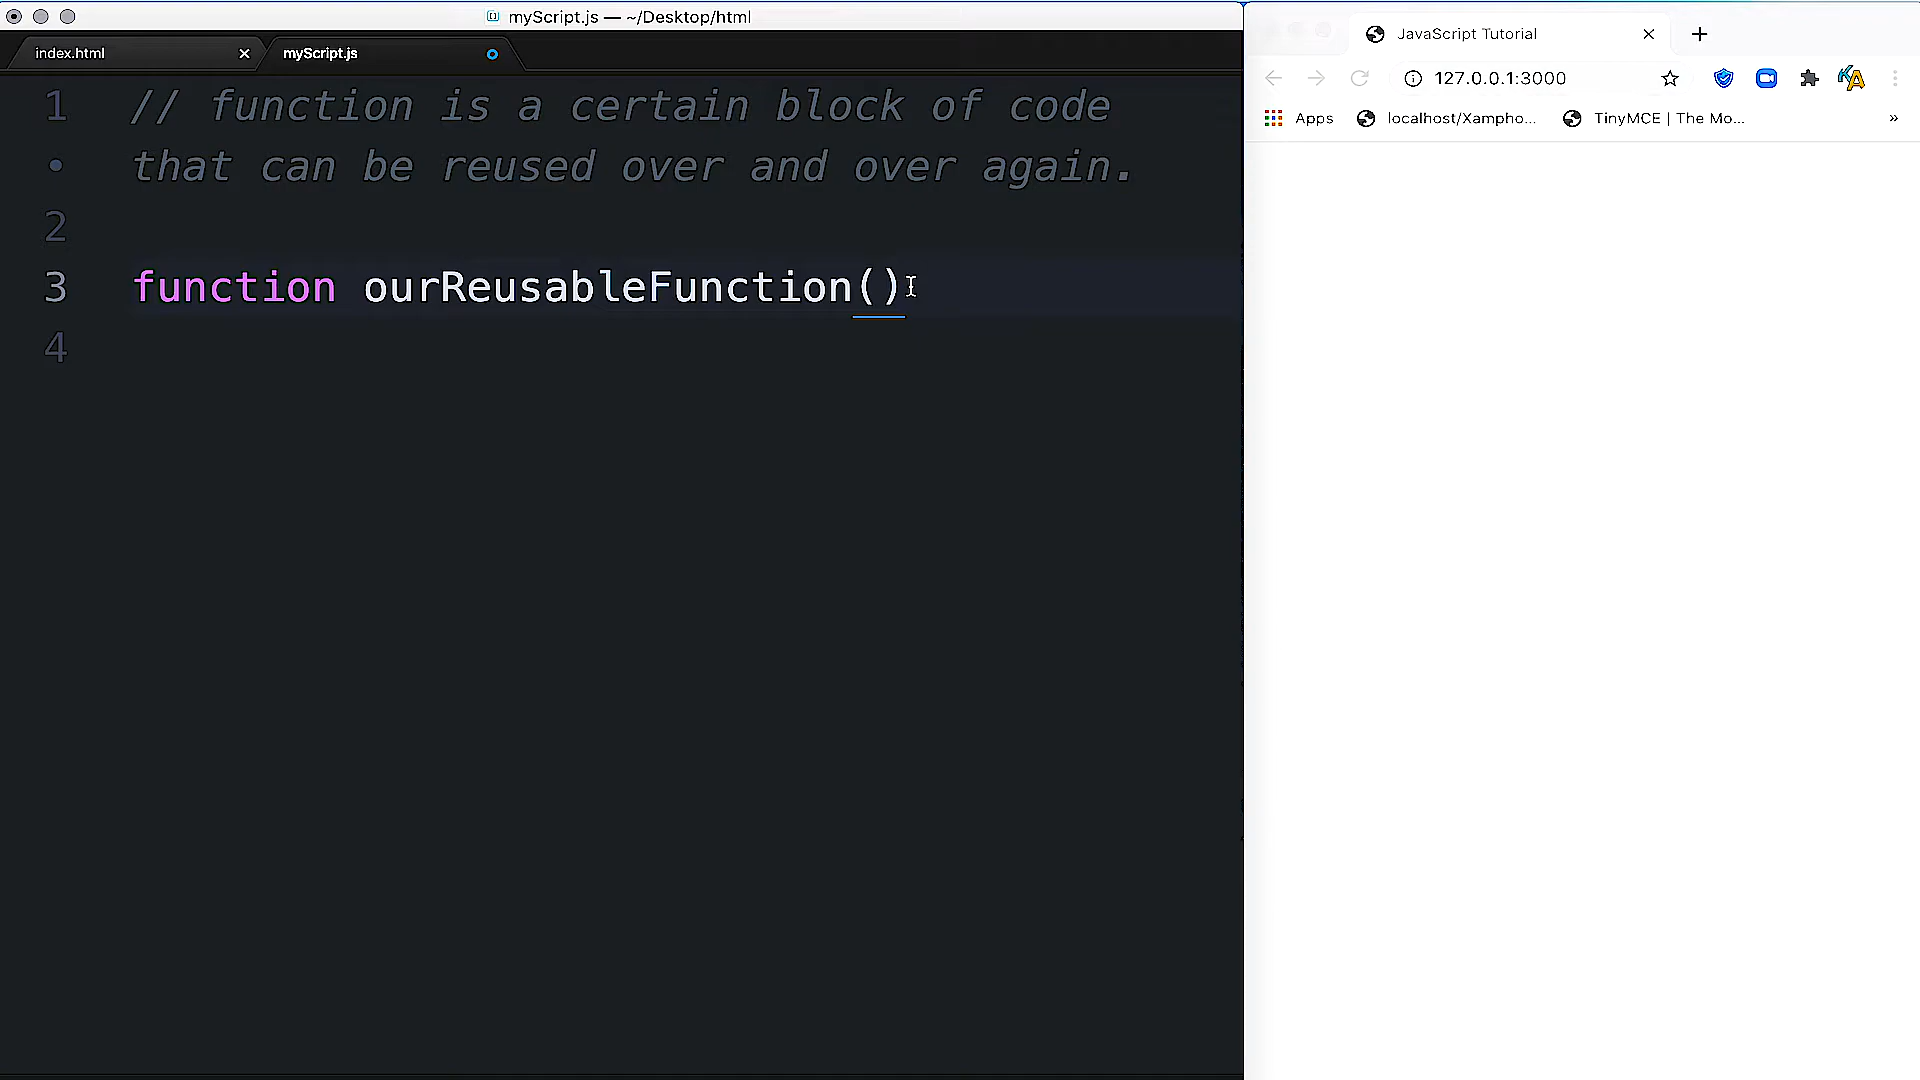 myScript.js — ~/Desktop/html
index.html
myScript.js
1 // function is a certain block of code
• that can be reused over and over again.
2
3 function ourReusableFunction()
4
JavaScript Tutorial
127.0.0.1:3000
Apps localhost/Xampho... TinyMCE | The Mo... »